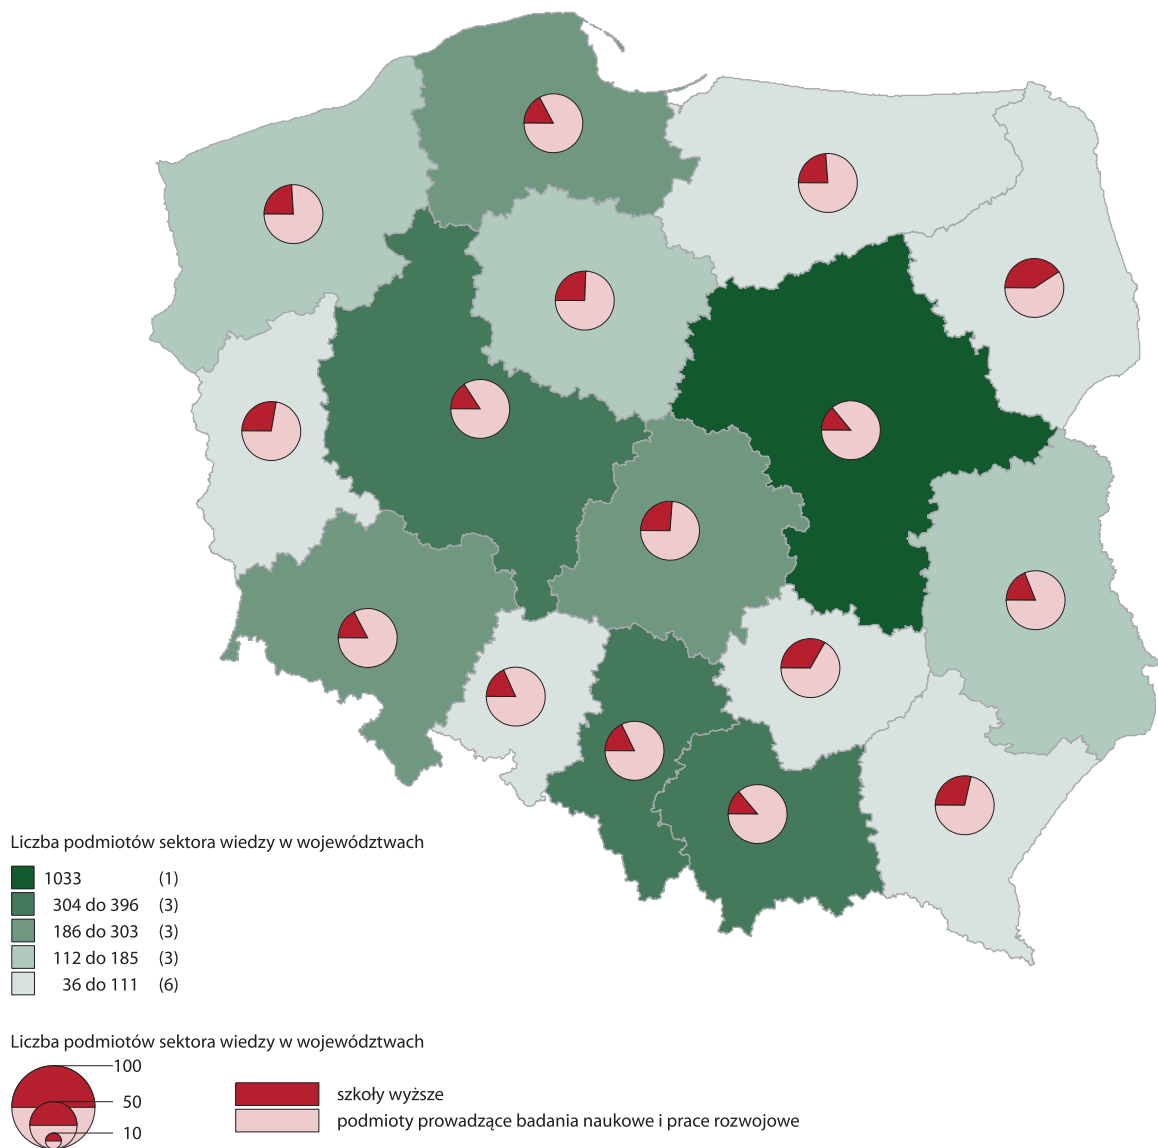 Liczba podmiotów sektora wiedzy w województwach
1033 (1)
304 do 396 (3)
186 do 303 (3)
112 do 185 (3)
36 do 111 (6)
Liczba podmiotów sektora wiedzy w województwach
100
50
10
szkoły wyższe
podmioty prowadzące badania naukowe i prace rozwojowe